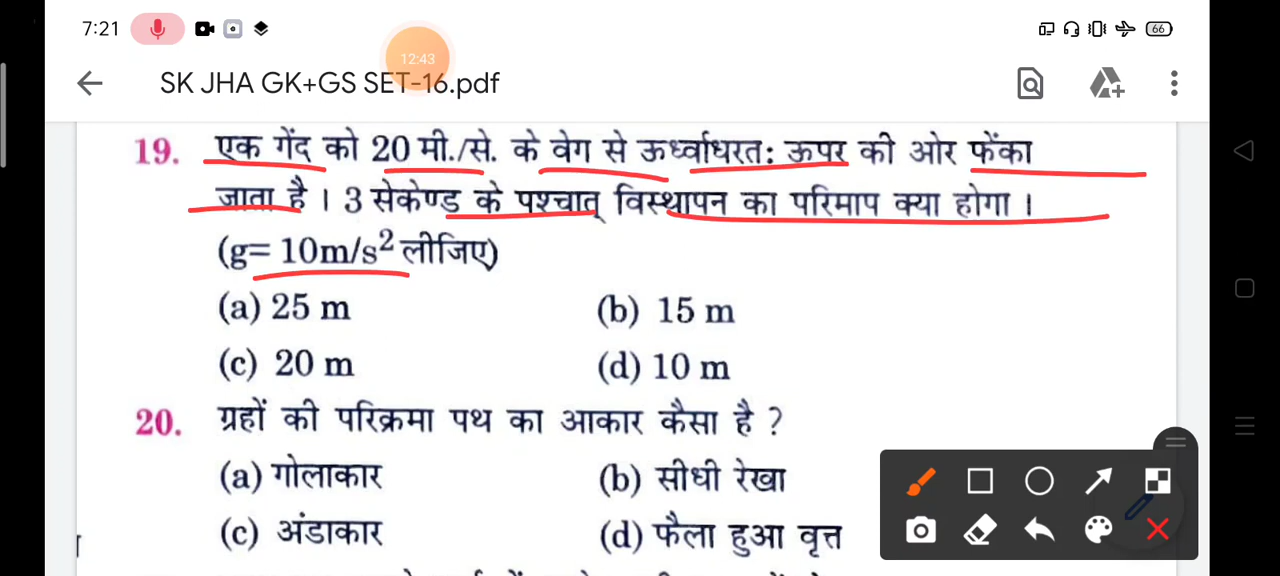 7:21
66
12:43
SK JHA GK+GS SET-16.pdf
19. एक गेंद को 20 मी./से. के वेग से ऊर्ध्वाधरत: ऊपर की ओर फेंका
जाता है । 3 सेकेण्ड के पश्चात् विस्थापन का परिमाप क्या होगा ।
(g= 10m/s² लीजिए)
(a) 25 m (b) 15 m
(c) 20 m (d) 10 m
20. ग्रहों की परिक्रमा पथ का आकार कैसा है ?
(a) गोलाकार (b) सीधी रेखा
(c) अंडाकार (d) फैला हुआ वृत्त